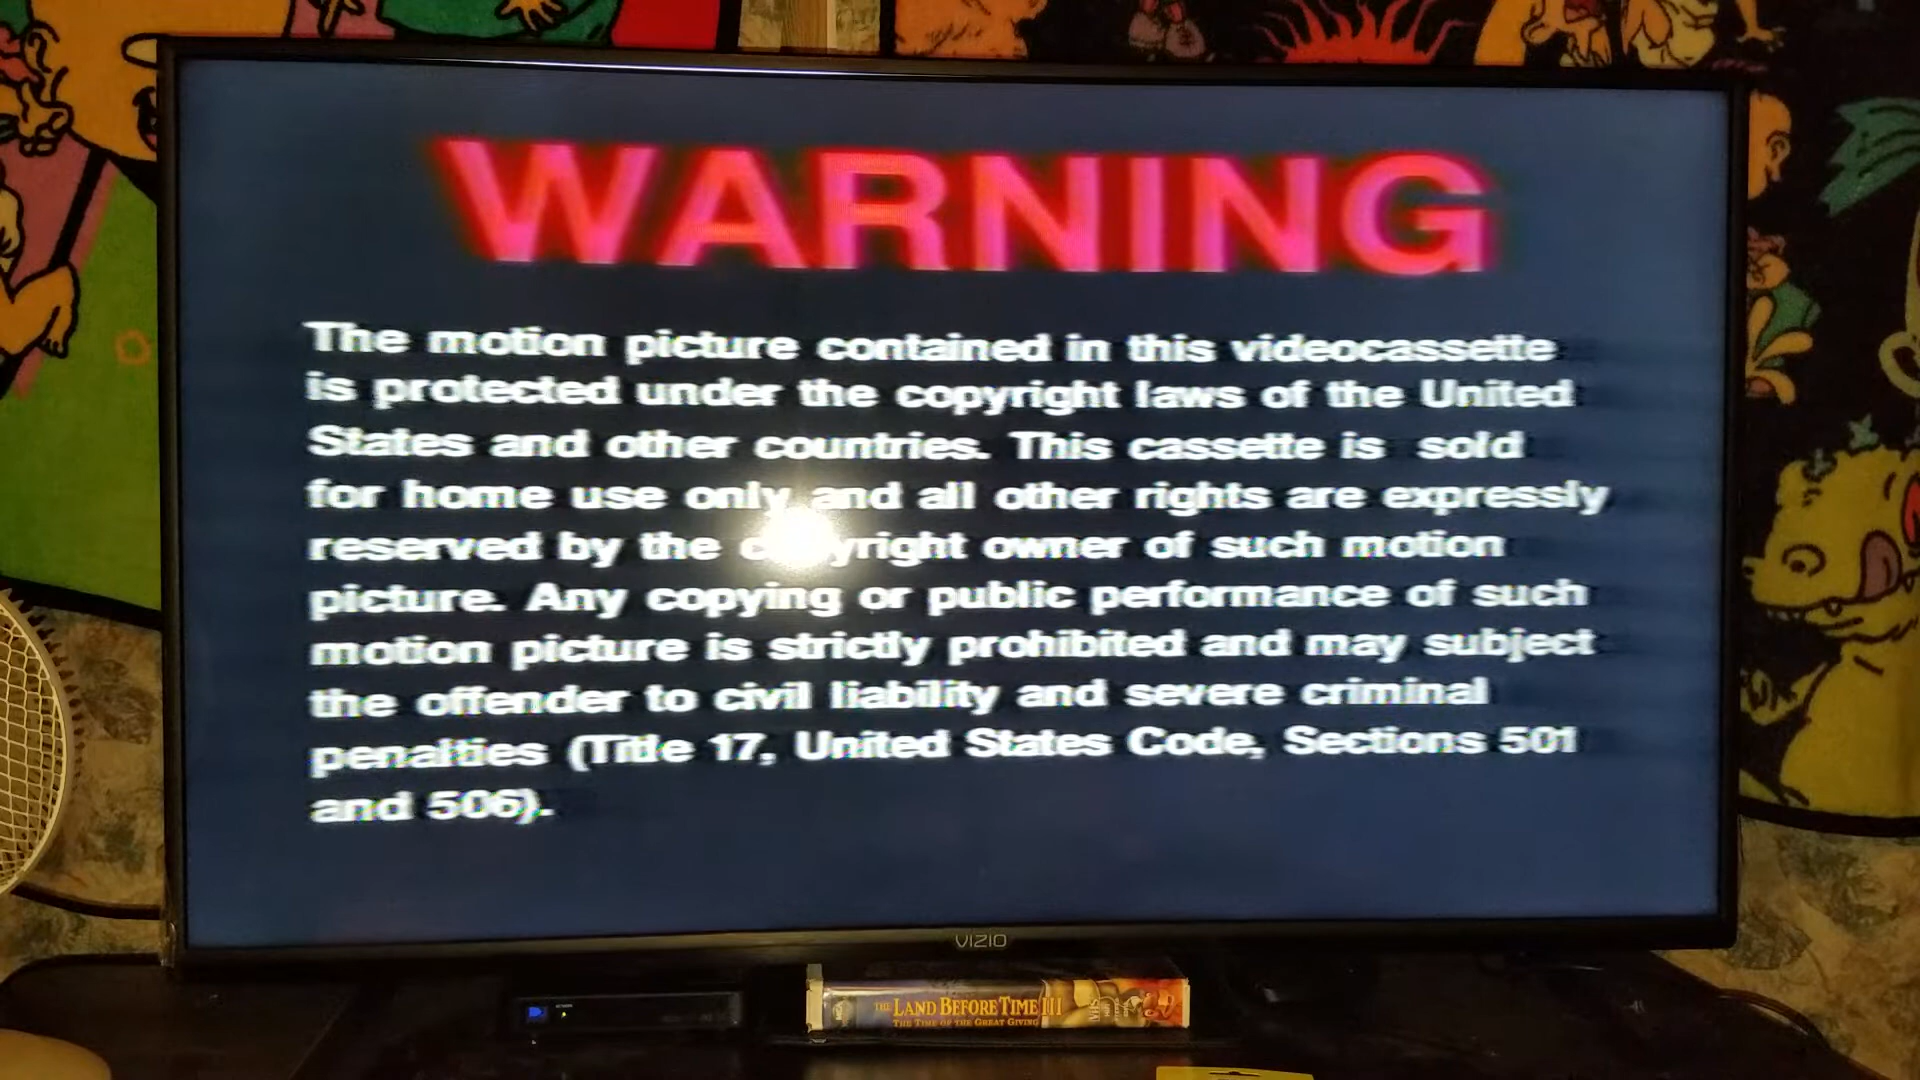 WARNING
The motion picture contained in this videocassette
is protected under the copyright laws of the United
States and other countries. This cassette is sold
for home use only and all other rights are expressly
reserved by the copyright owner of such motion
picture. Any copying or public performance of such
motion picture is strictly prohibited and may subject
the offender to civil liability and severe criminal
penalties (Title 17, United States Code, Sections 501
and 506).
VIZIO
THE LAND BEFORE TIME III
THE TIME OF THE GREAT GIVING